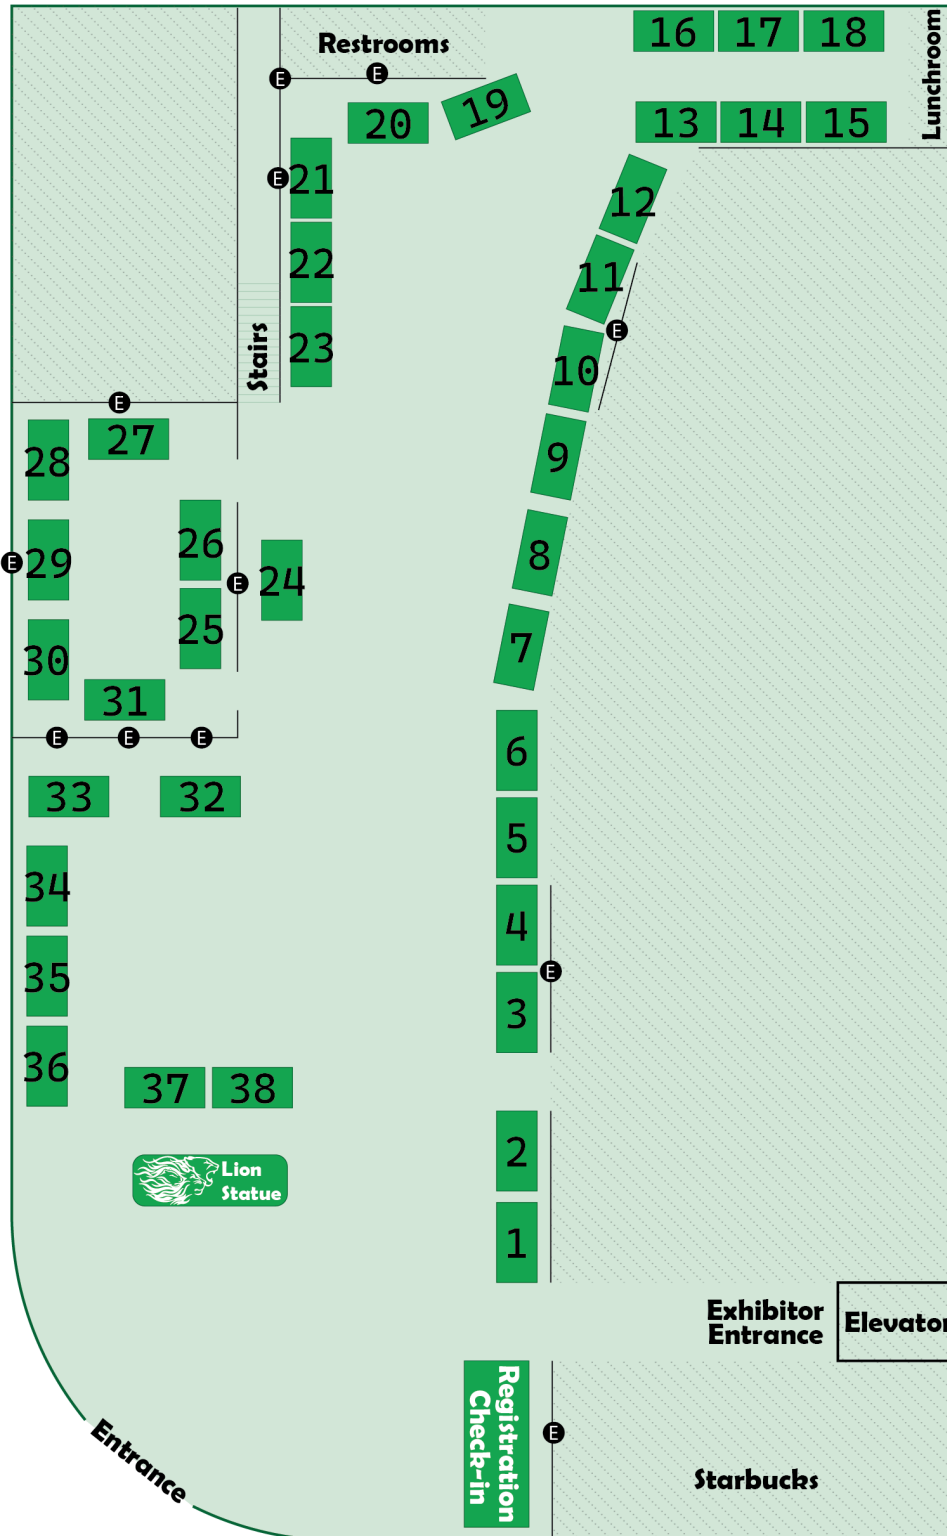 16 17 18
Lunchroom
Restrooms
E
E
19
20
13 14 15
21
E
12
22
11
E
23
10
Stairs
E
27
28
9
26
8
29
E
24
E
25
30
7
31
E E E
6
33 32
5
34
4
35
E
3
36
37 38
2
Lion
Statue
1
Exhibitor
Entrance
Elevator
Registration
Check-in
E
Entrance
Starbucks